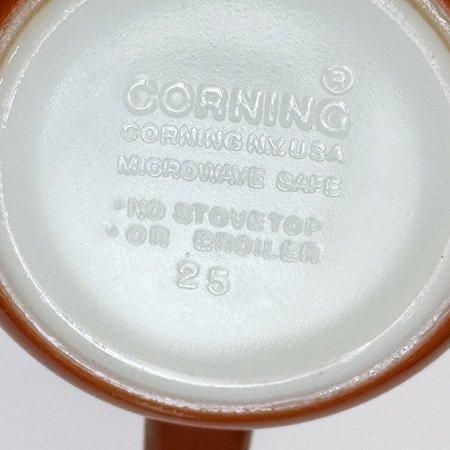 ®
CORNING
CORNING N.Y. USA
MICROWAVE SAFE
NO STOVETOP
OR BROILER
25